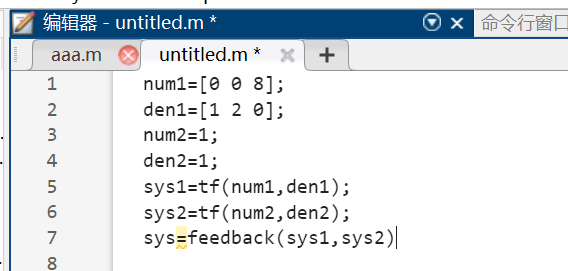 编辑器 - untitled.m *
命令行窗口
aaa.m
untitled.m *
1 num1=[0 0 8];
2 den1=[1 2 0];
3 num2=1;
4 den2=1;
5 sys1=tf(num1,den1);
6 sys2=tf(num2,den2);
7 sys=feedback(sys1,sys2)